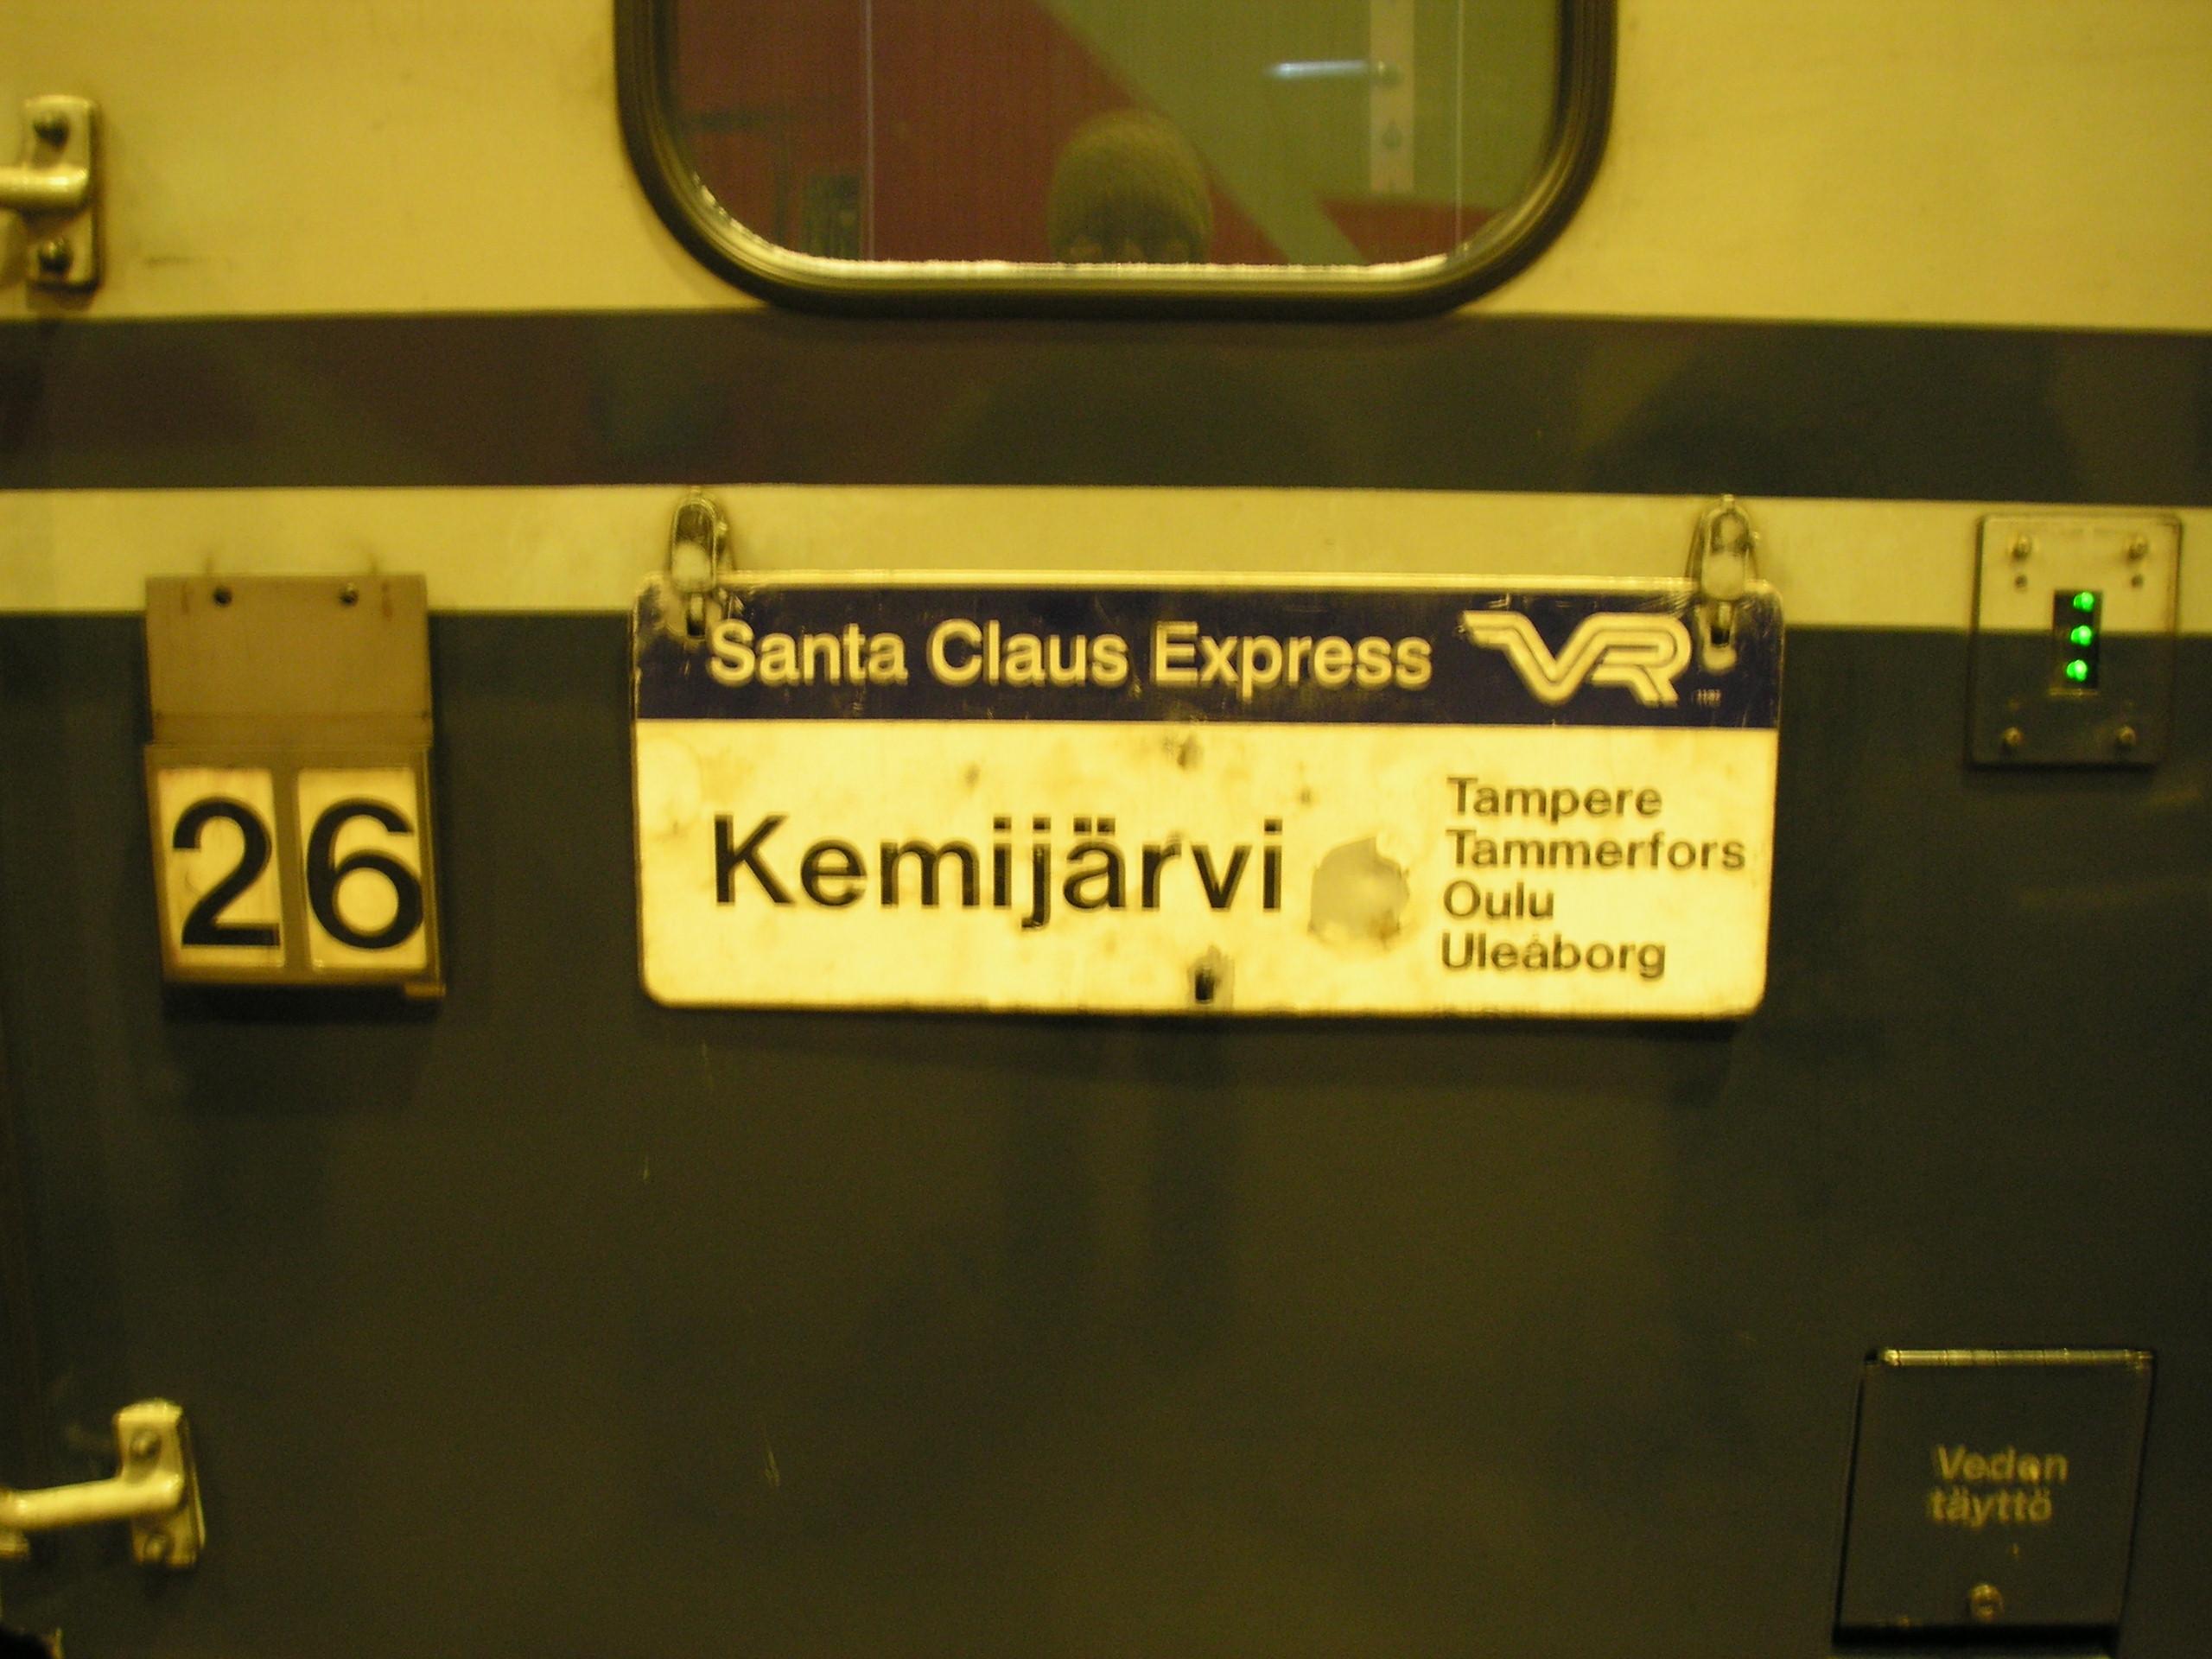 Santa Claus Express VR
26
Kemijärvi
Tampere
Tammerfors
Oulu
Uleåborg
Veden
täyttö